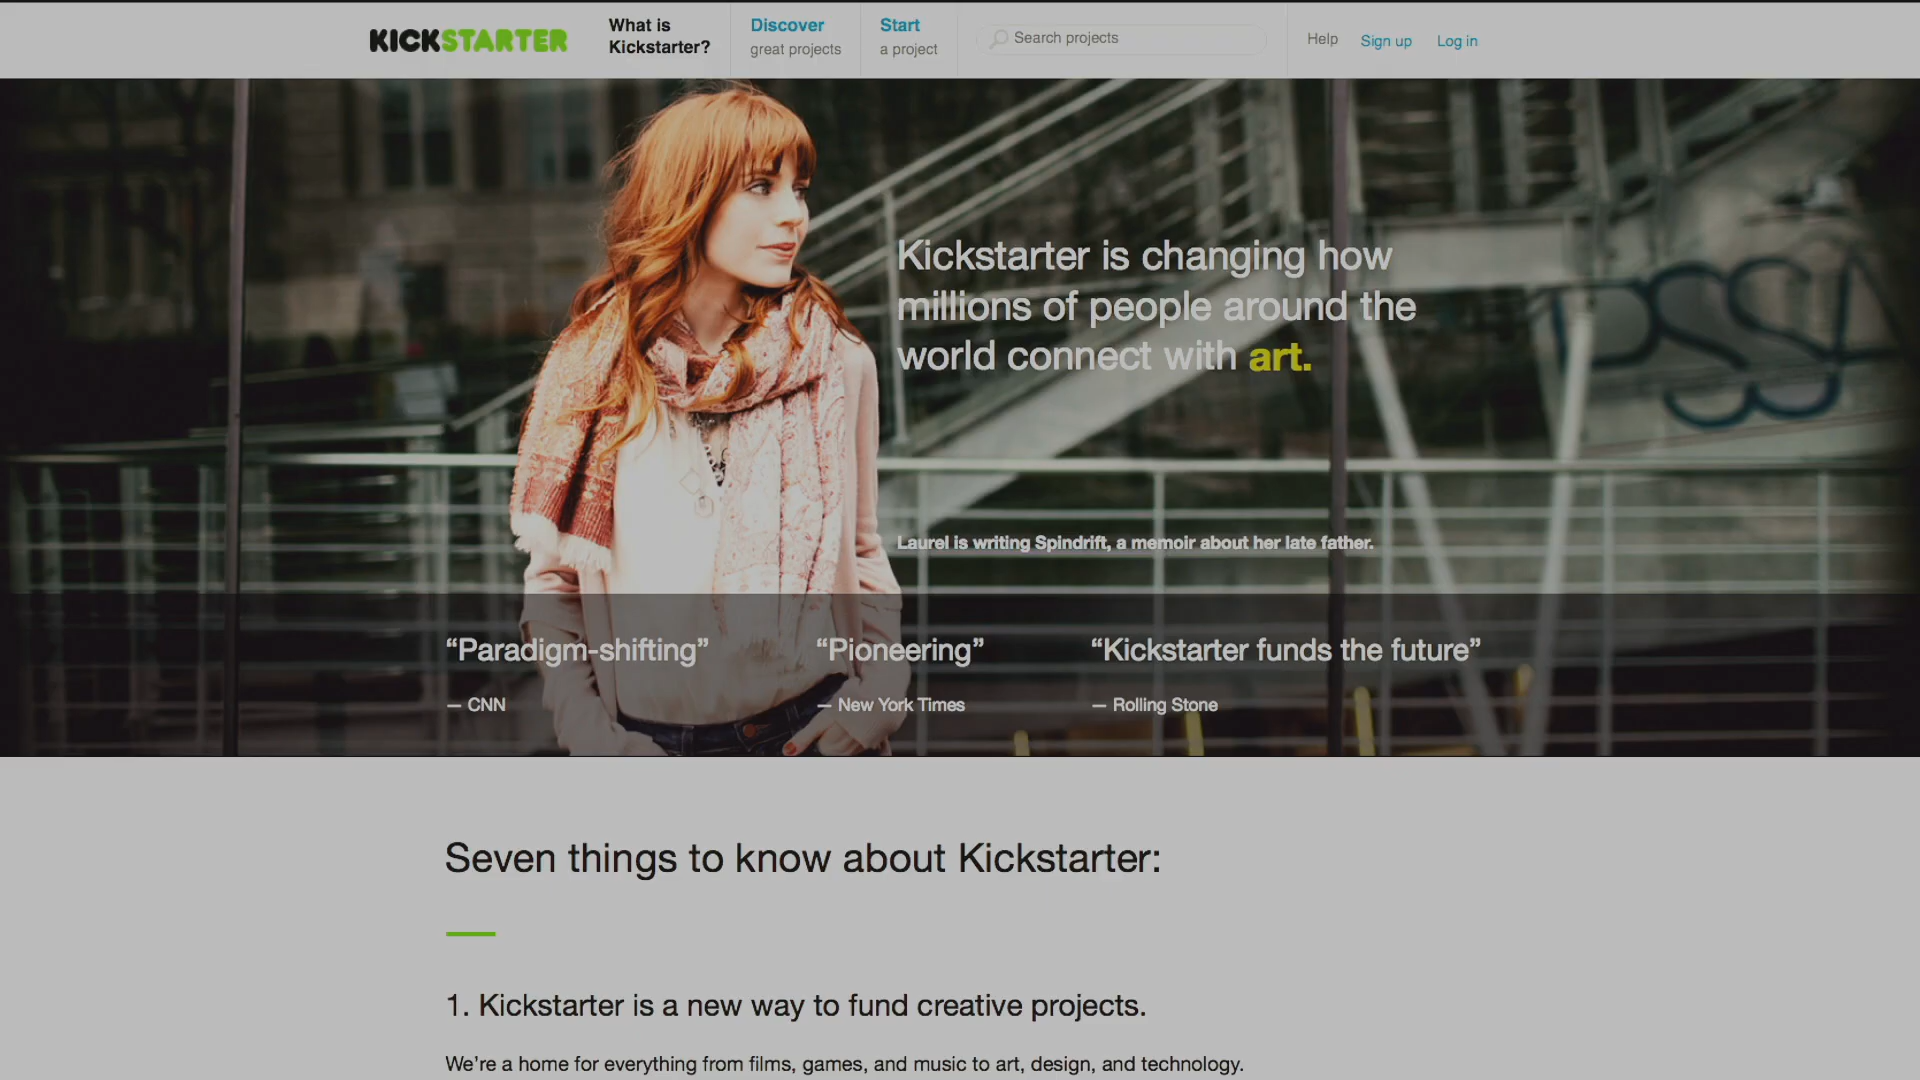 KICKSTARTER
What is
Kickstarter?
Discover
great projects
Start
a project
Search projects
Help
Sign up
Log in
Kickstarter is changing how
millions of people around the
world connect with art.
Laurel is writing Spindrift, a memoir about her late father.
“Paradigm-shifting”
— CNN
“Pioneering”
— New York Times
“Kickstarter funds the future”
— Rolling Stone
Seven things to know about Kickstarter:
1. Kickstarter is a new way to fund creative projects.
We’re a home for everything from films, games, and music to art, design, and technology.